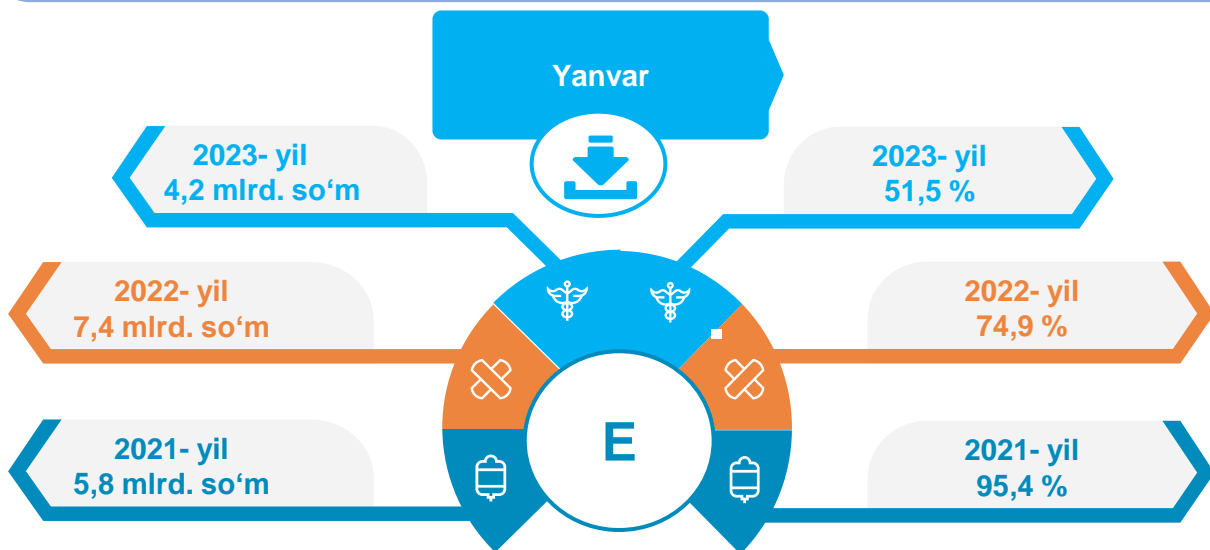 Yanvar
2023- yil
4,2 mlrd. so‘m
2023- yil
51,5 %
2022- yil
7,4 mlrd. so‘m
2022- yil
74,9 %
2021- yil
5,8 mlrd. so‘m
2021- yil
95,4 %
E